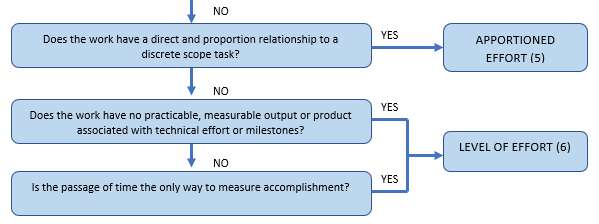 NO
Does the work have a direct and proportion relationship to a
discrete scope task?
YES
APPORTIONED
EFFORT (5)
NO
Does the work have no practicable, measurable output or product
associated with technical effort or milestones?
YES
LEVEL OF EFFORT (6)
NO
Is the passage of time the only way to measure accomplishment?
YES